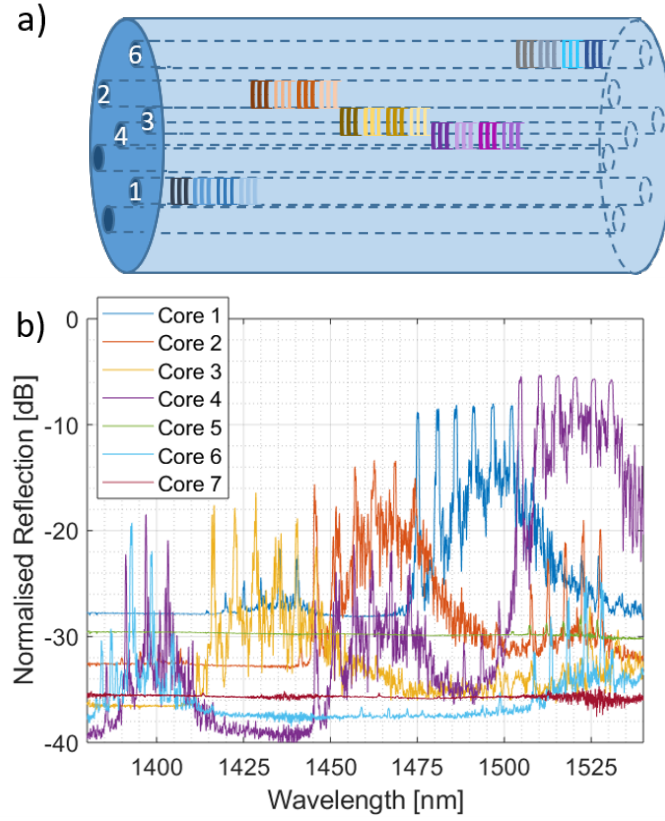 a)
6
2
3
4
1
b)
0
-10
-20
-30
-40
Normalised Reflection [dB]
Core 1
Core 2
Core 3
Core 4
Core 5
Core 6
Core 7
1400 1425 1450 1475 1500 1525
Wavelength [nm]